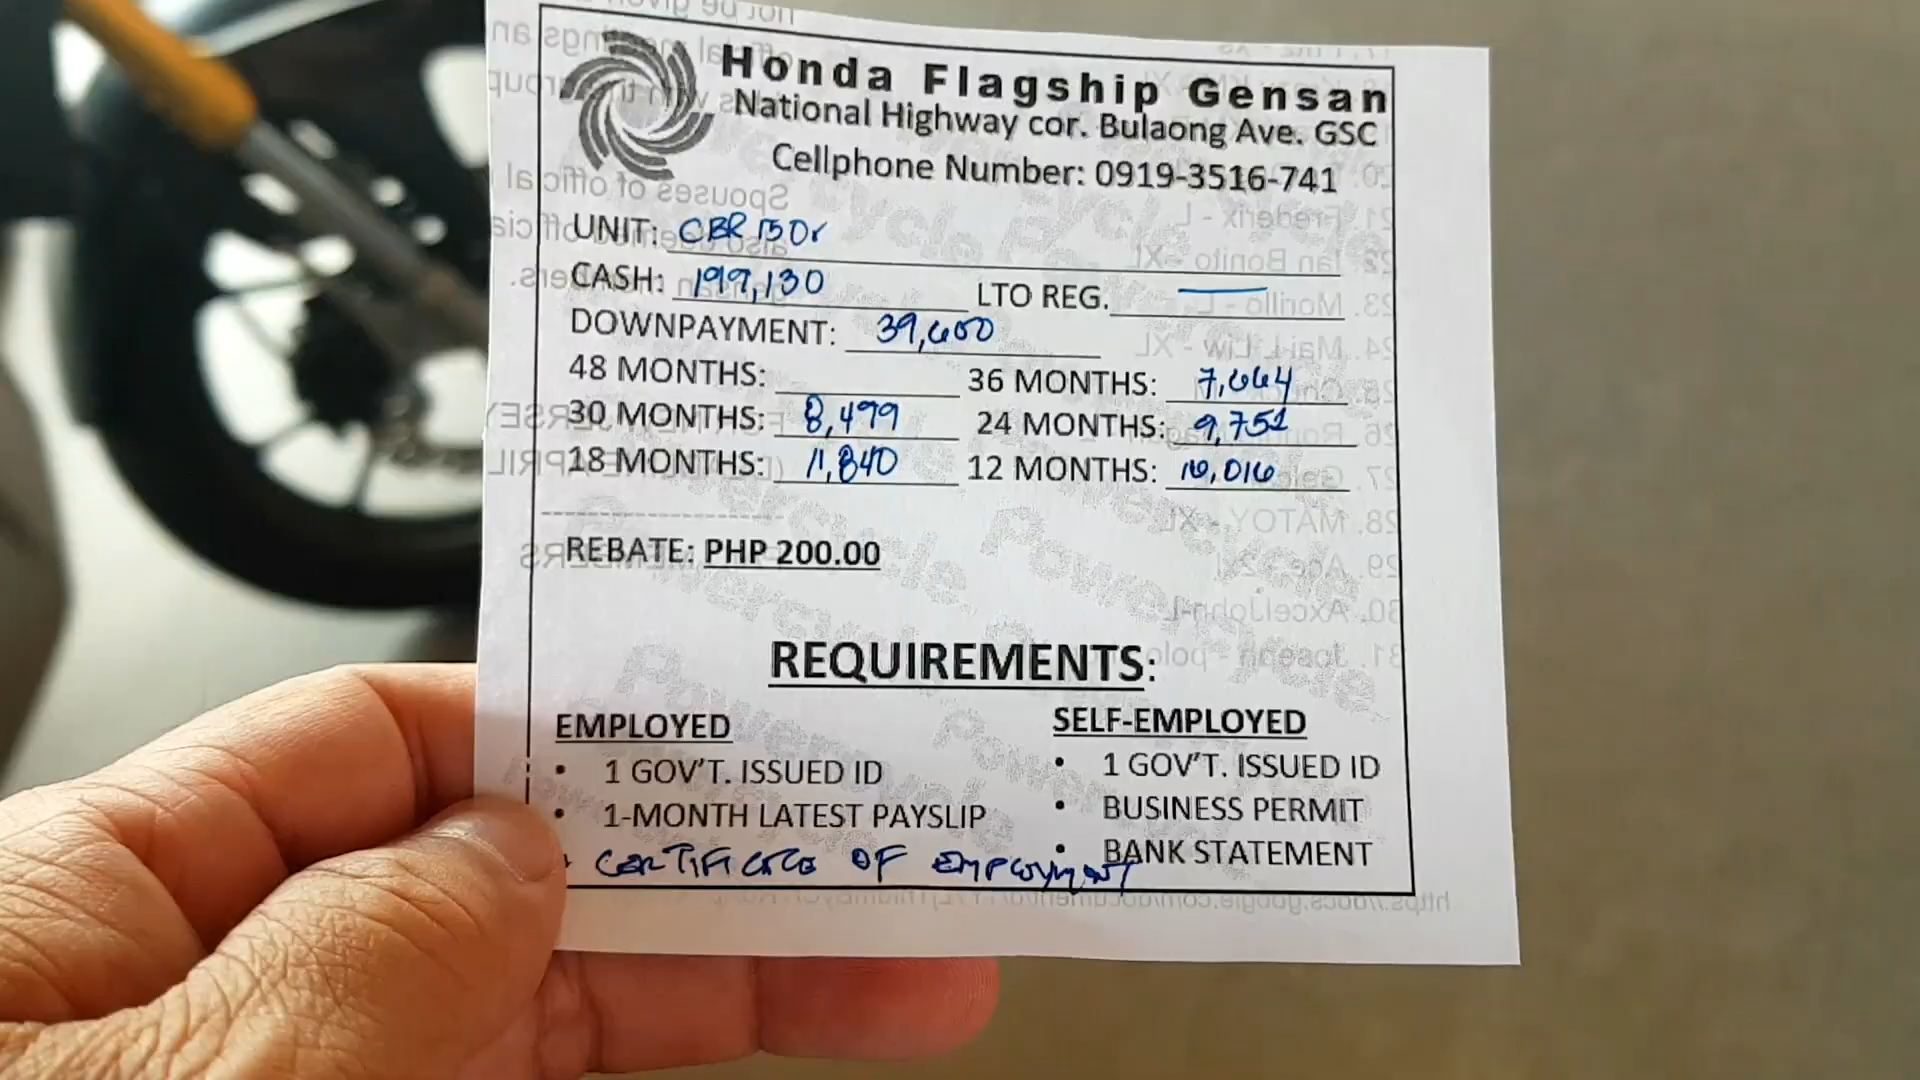 Honda Flagship Gensan
National Highway cor. Bulaong Ave. GSC
Cellphone Number: 0919-3516-741
UNIT: CBR 150r
CASH: 199,130 LTO REG. —
DOWNPAYMENT: 39,600
48 MONTHS: 36 MONTHS: 7,664
30 MONTHS: 8,499 24 MONTHS: 9,751
18 MONTHS: 11,840 12 MONTHS: 16,016
REBATE: PHP 200.00
REQUIREMENTS:
EMPLOYED SELF-EMPLOYED
• 1 GOV'T. ISSUED ID • 1 GOV'T. ISSUED ID
• 1-MONTH LATEST PAYSLIP • BUSINESS PERMIT
CERTIFICATE OF EMPLOYMENT • BANK STATEMENT